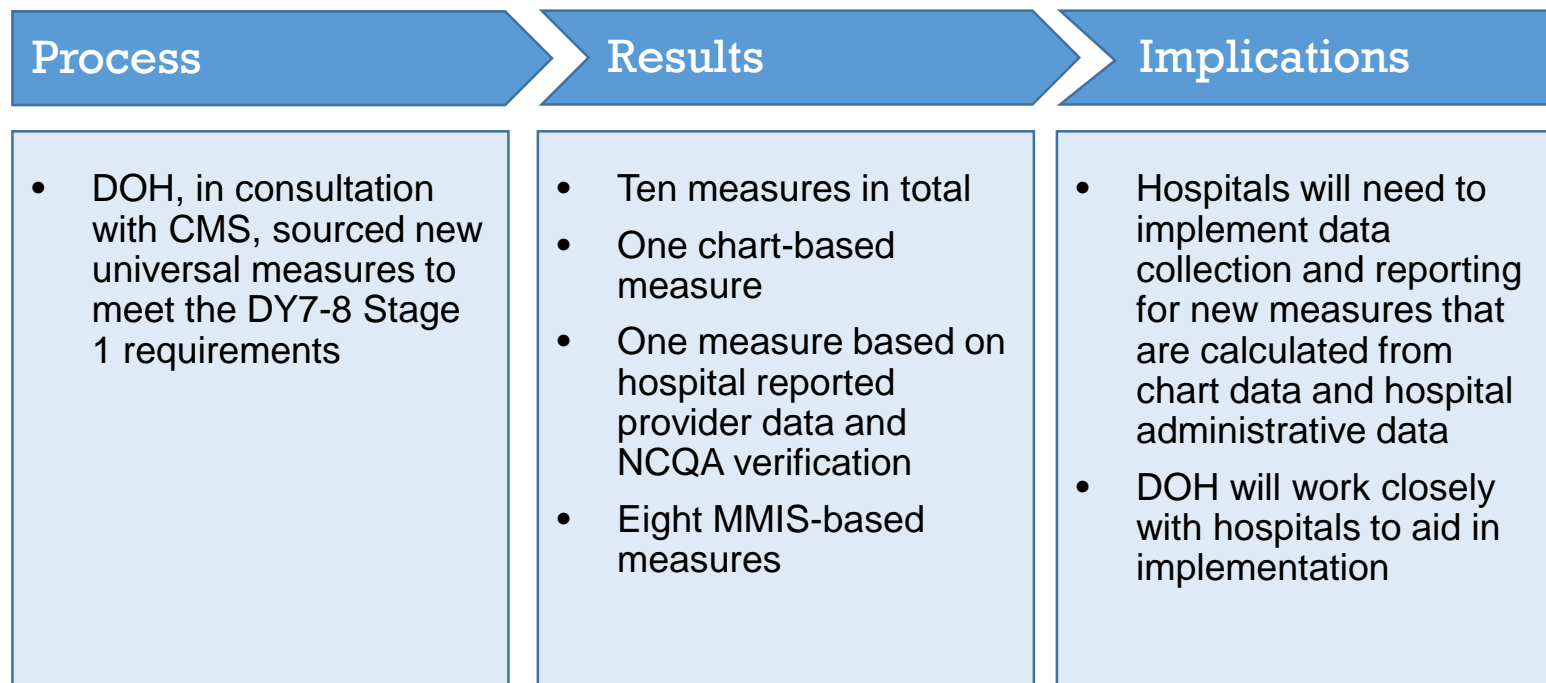 Process
Results
Implications
• DOH, in consultation
with CMS, sourced new
universal measures to
meet the DY7-8 Stage
1 requirements
• Ten measures in total
• One chart-based
measure
• One measure based on
hospital reported
provider data and
NCQA verification
• Eight MMIS-based
measures
• Hospitals will need to
implement data
collection and reporting
for new measures that
are calculated from
chart data and hospital
administrative data
• DOH will work closely
with hospitals to aid in
implementation